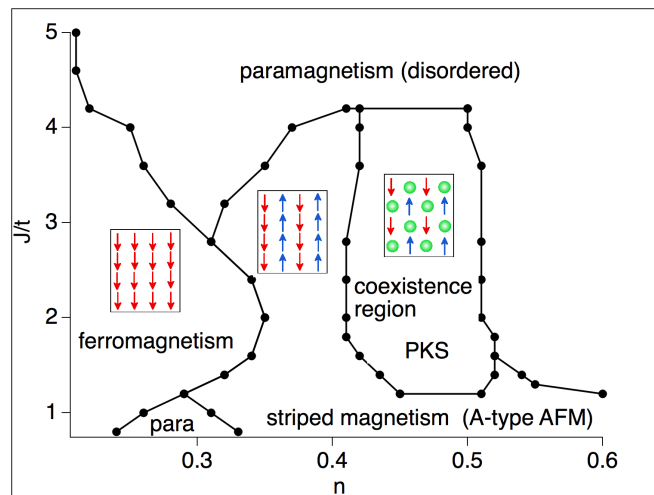 5
paramagnetism (disordered)
4
J/t
3
coexistence
region
2
ferromagnetism
PKS
1
para
striped magnetism (A-type AFM)
0.3
0.4
0.5
0.6
n